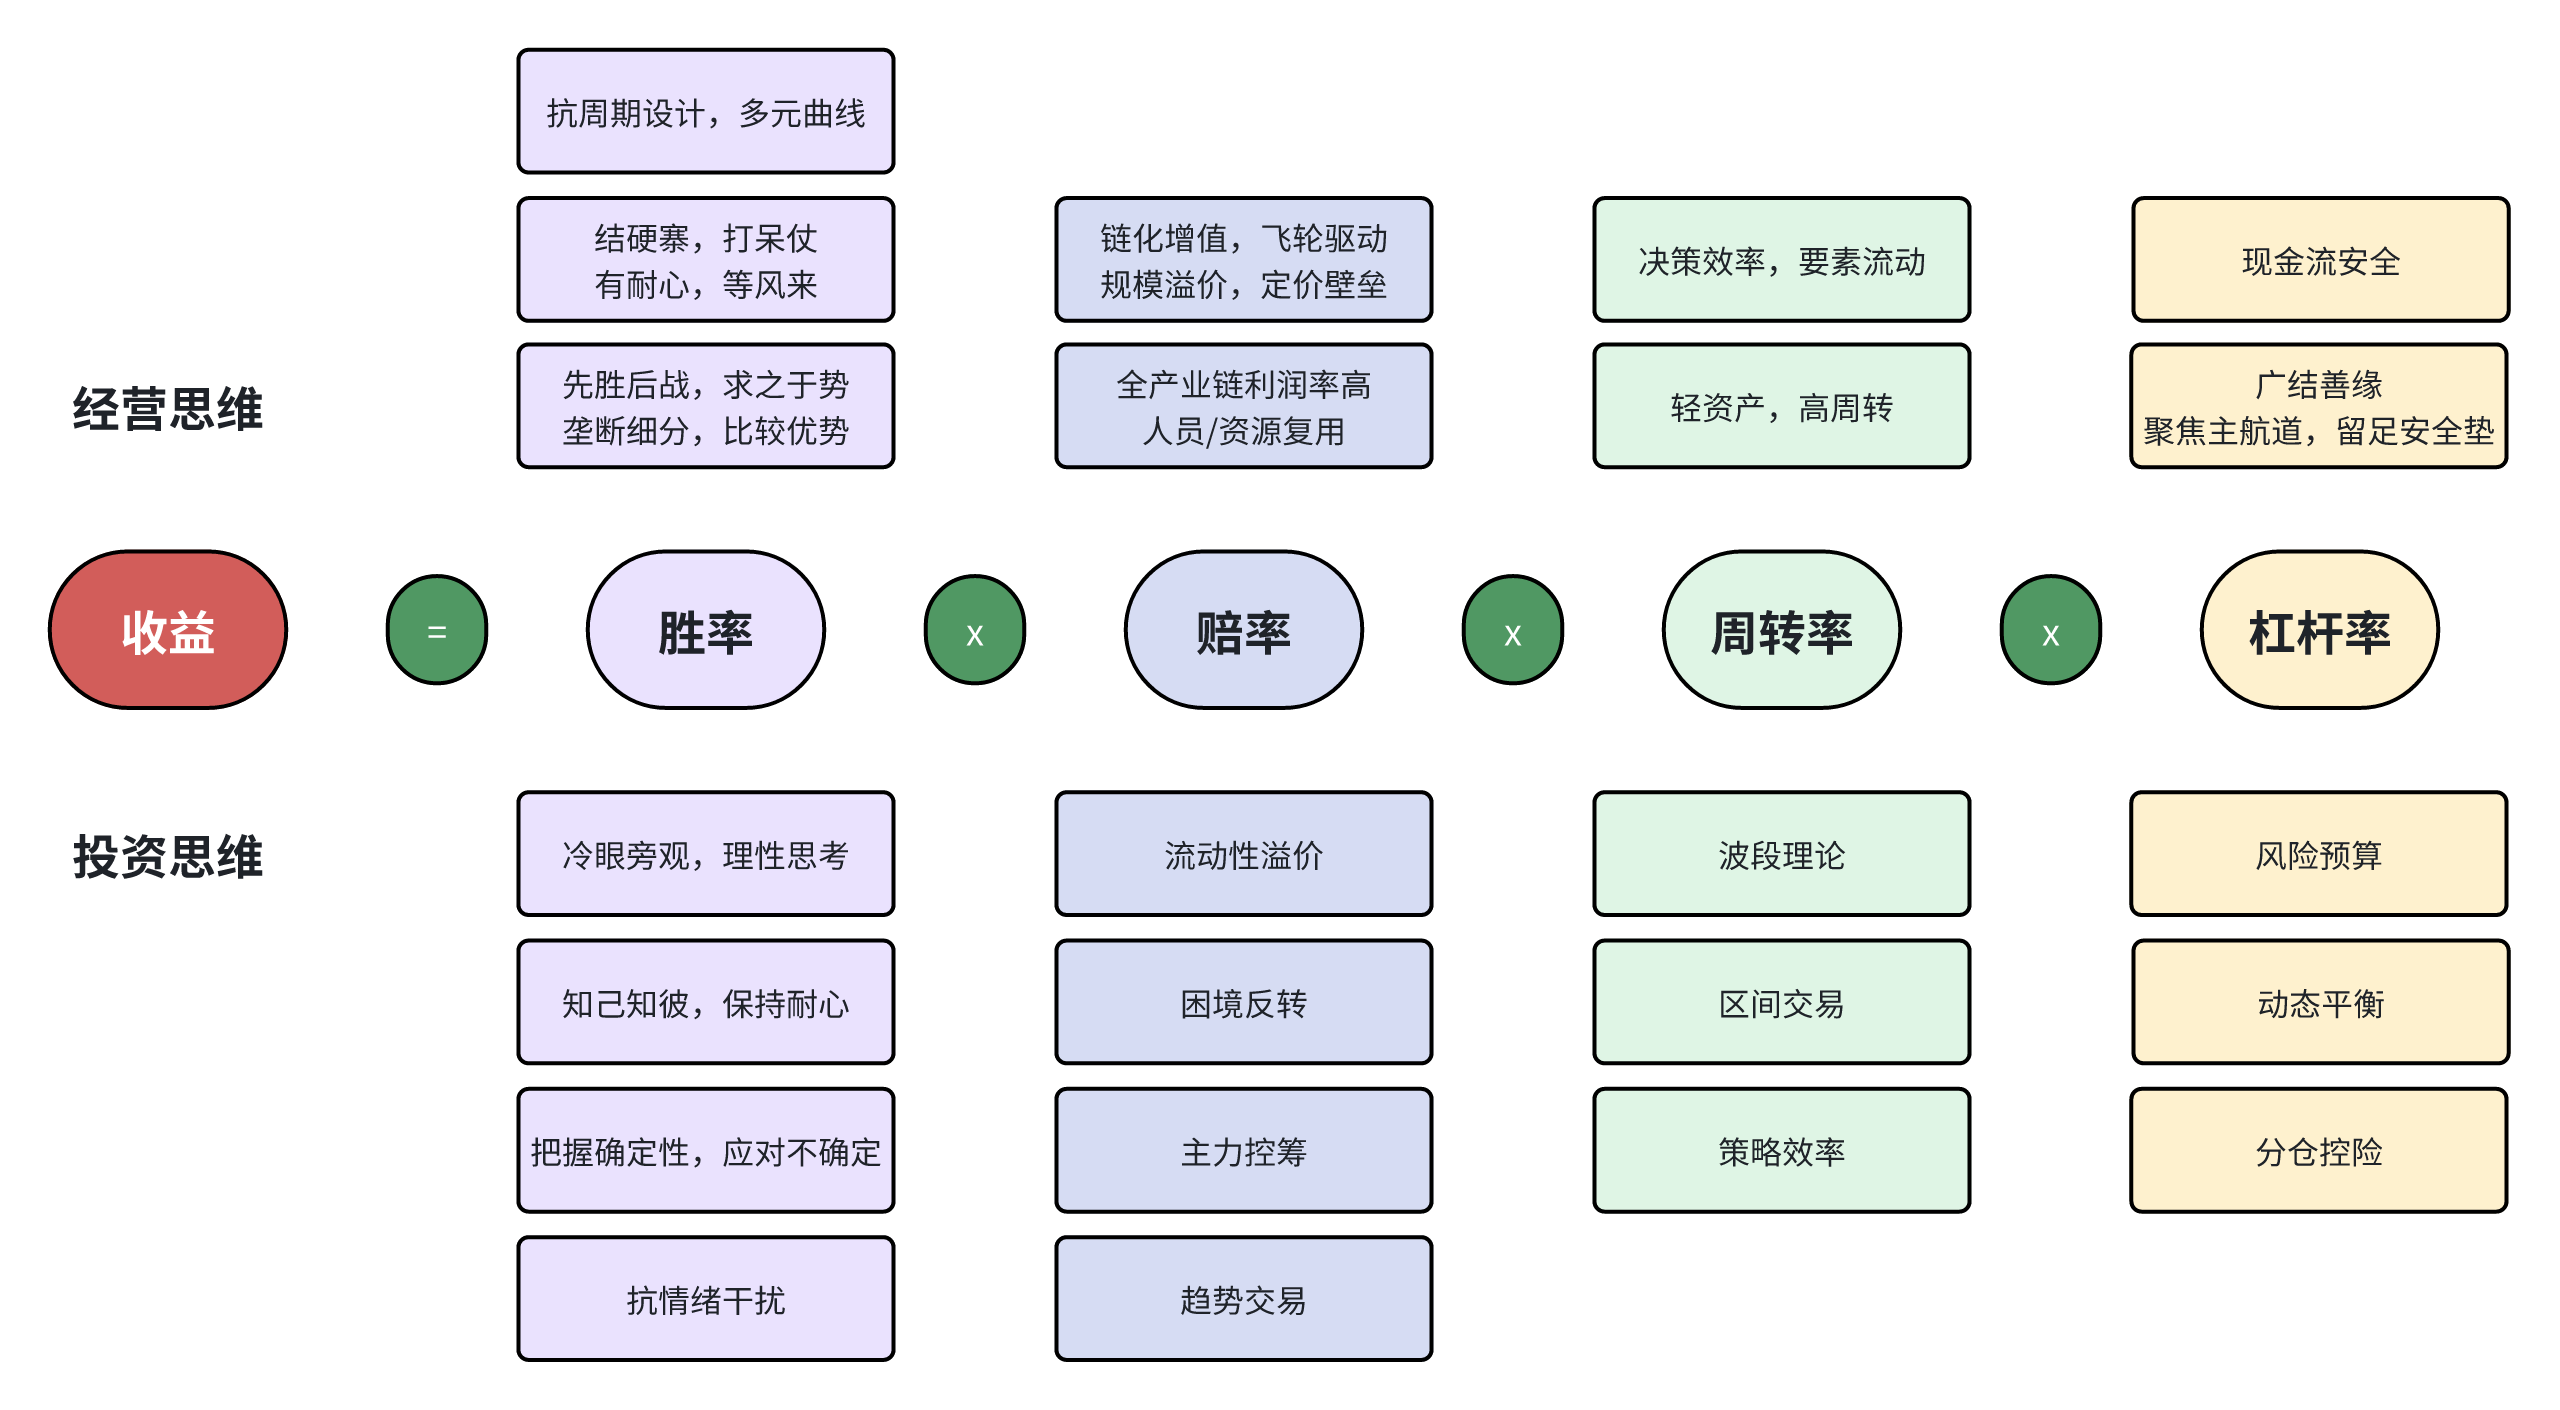 抗周期设计，多元曲线
结硬寨，打呆仗
有耐心，等风来
链化增值，飞轮驱动
规模溢价，定价壁垒
决策效率，要素流动
现金流安全
经营思维
先胜后战，求之于势
垄断细分，比较优势
全产业链利润率高
人员/资源复用
轻资产，高周转
广结善缘
聚焦主航道，留足安全垫
收益
=
胜率
x
赔率
x
周转率
x
杠杆率
投资思维
冷眼旁观，理性思考
流动性溢价
波段理论
风险预算
知己知彼，保持耐心
困境反转
区间交易
动态平衡
把握确定性，应对不确定
主力控筹
策略效率
分仓控险
抗情绪干扰
趋势交易